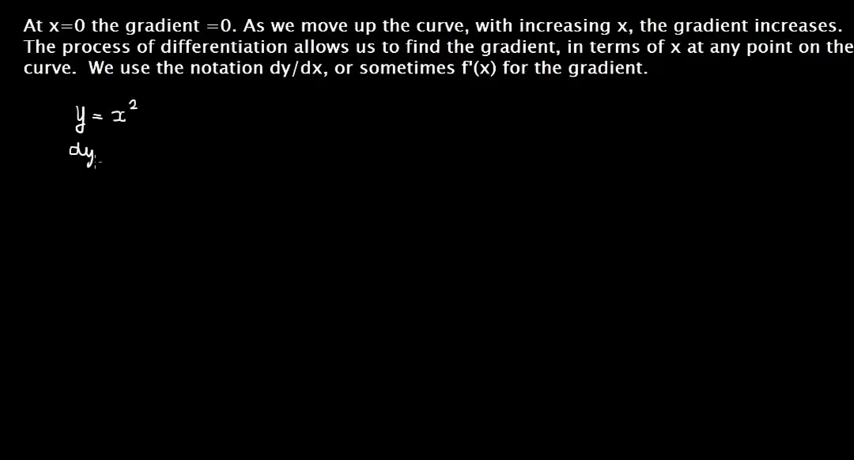 At x=0 the gradient =0. As we move up the curve, with increasing x, the gradient increases.
The process of differentiation allows us to find the gradient, in terms of x at any point on the
curve.  We use the notation dy/dx, or sometimes f'(x) for the gradient.
y = x²
dy